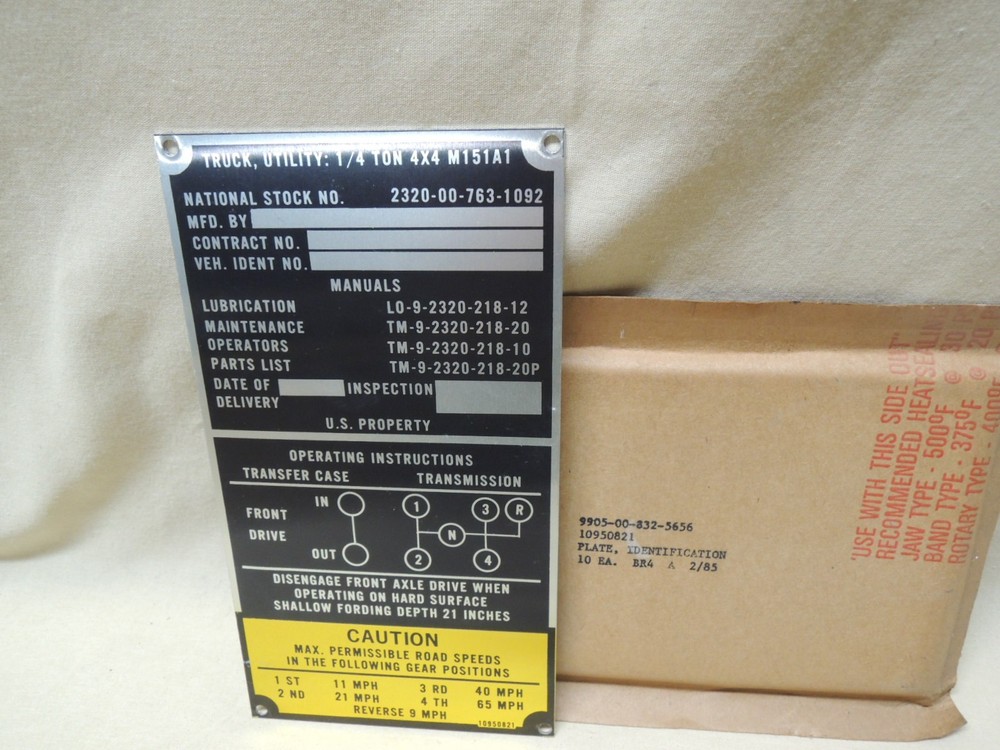 TRUCK, UTILITY: 1/4 TON 4X4 M151A1
NATIONAL STOCK NO. 2320-00-763-1092
MFD. BY
CONTRACT NO.
VEH. IDENT NO.
MANUALS
LUBRICATION LO-9-2320-218-12
MAINTENANCE TM-9-2320-218-20
OPERATORS TM-9-2320-218-10
PARTS LIST TM-9-2320-218-20P
DATE OF DELIVERY INSPECTION
U.S. PROPERTY
OPERATING INSTRUCTIONS
TRANSFER CASE TRANSMISSION
FRONT DRIVE IN OUT
1 3 R
N
2 4
DISENGAGE FRONT AXLE DRIVE WHEN
OPERATING ON HARD SURFACE
SHALLOW FORDING DEPTH 21 INCHES
CAUTION
MAX. PERMISSIBLE ROAD SPEEDS
IN THE FOLLOWING GEAR POSITIONS
1 ST 11 MPH 3 RD 40 MPH
2 ND 21 MPH 4 TH 65 MPH
REVERSE 9 MPH
10950821
9905-00-832-5656
10950821
PLATE, IDENTIFICATION
10 EA. BR4 A 2/85
"USE WITH THIS SIDE OUT"
RECOMMENDED HEATSEALIN
JAW TYPE - 500°F @ 30
BAND TYPE - 375°F @ 20
ROTARY TYPE - 400°